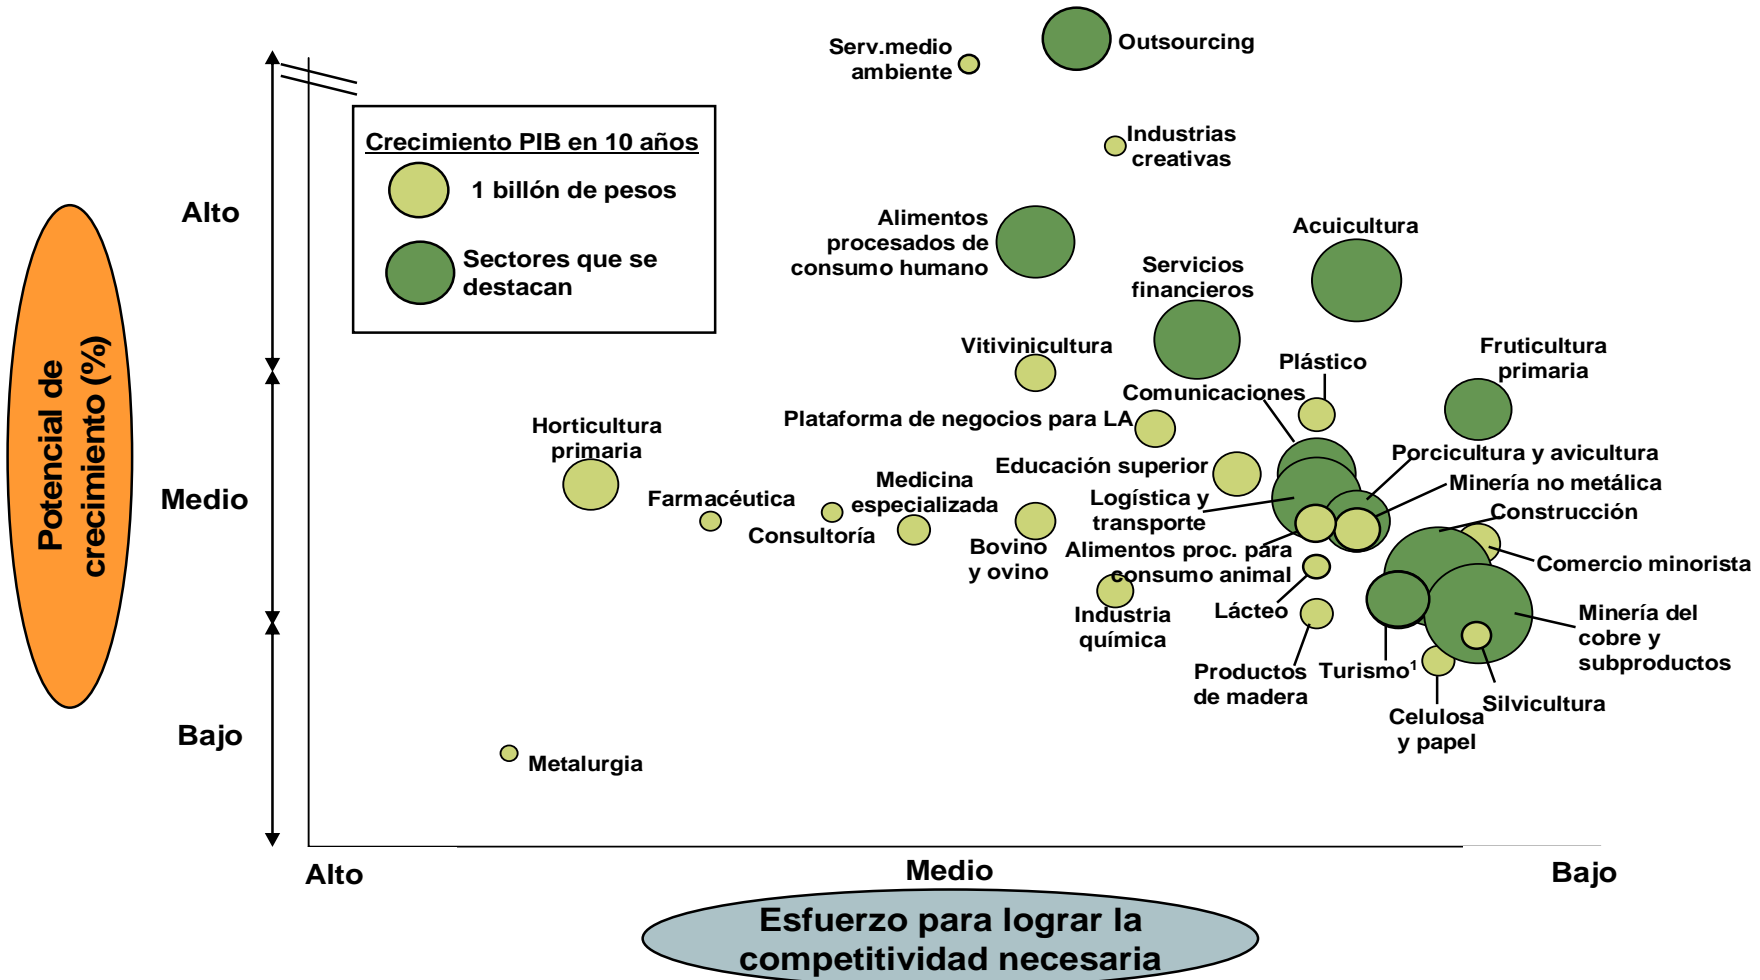 Serv.medio
ambiente
Outsourcing
Crecimiento PIB en 10 años
1 billón de pesos
Sectores que se
destacan
Industrias
creativas
Alto
Alimentos
procesados de
consumo humano
Acuicultura
Servicios
financieros
Vitivinicultura
Plástico
Fruticultura
primaria
Comunicaciones
Potencial de
crecimiento (%)
Plataforma de negocios para LA
Horticultura
primaria
Educación superior
Porcicultura y avicultura
Medio
Farmacéutica
Medicina
especializada
Logística y
transporte
Minería no metálica
Construcción
Consultoría
Bovino
y ovino
Alimentos proc. para
consumo animal
Comercio minorista
Industria
química
Lácteo
Minería del
cobre y
subproductos
Productos
de madera
Turismo¹
Silvicultura
Celulosa
y papel
Bajo
Metalurgia
Alto
Medio
Bajo
Esfuerzo para lograr la
competitividad necesaria